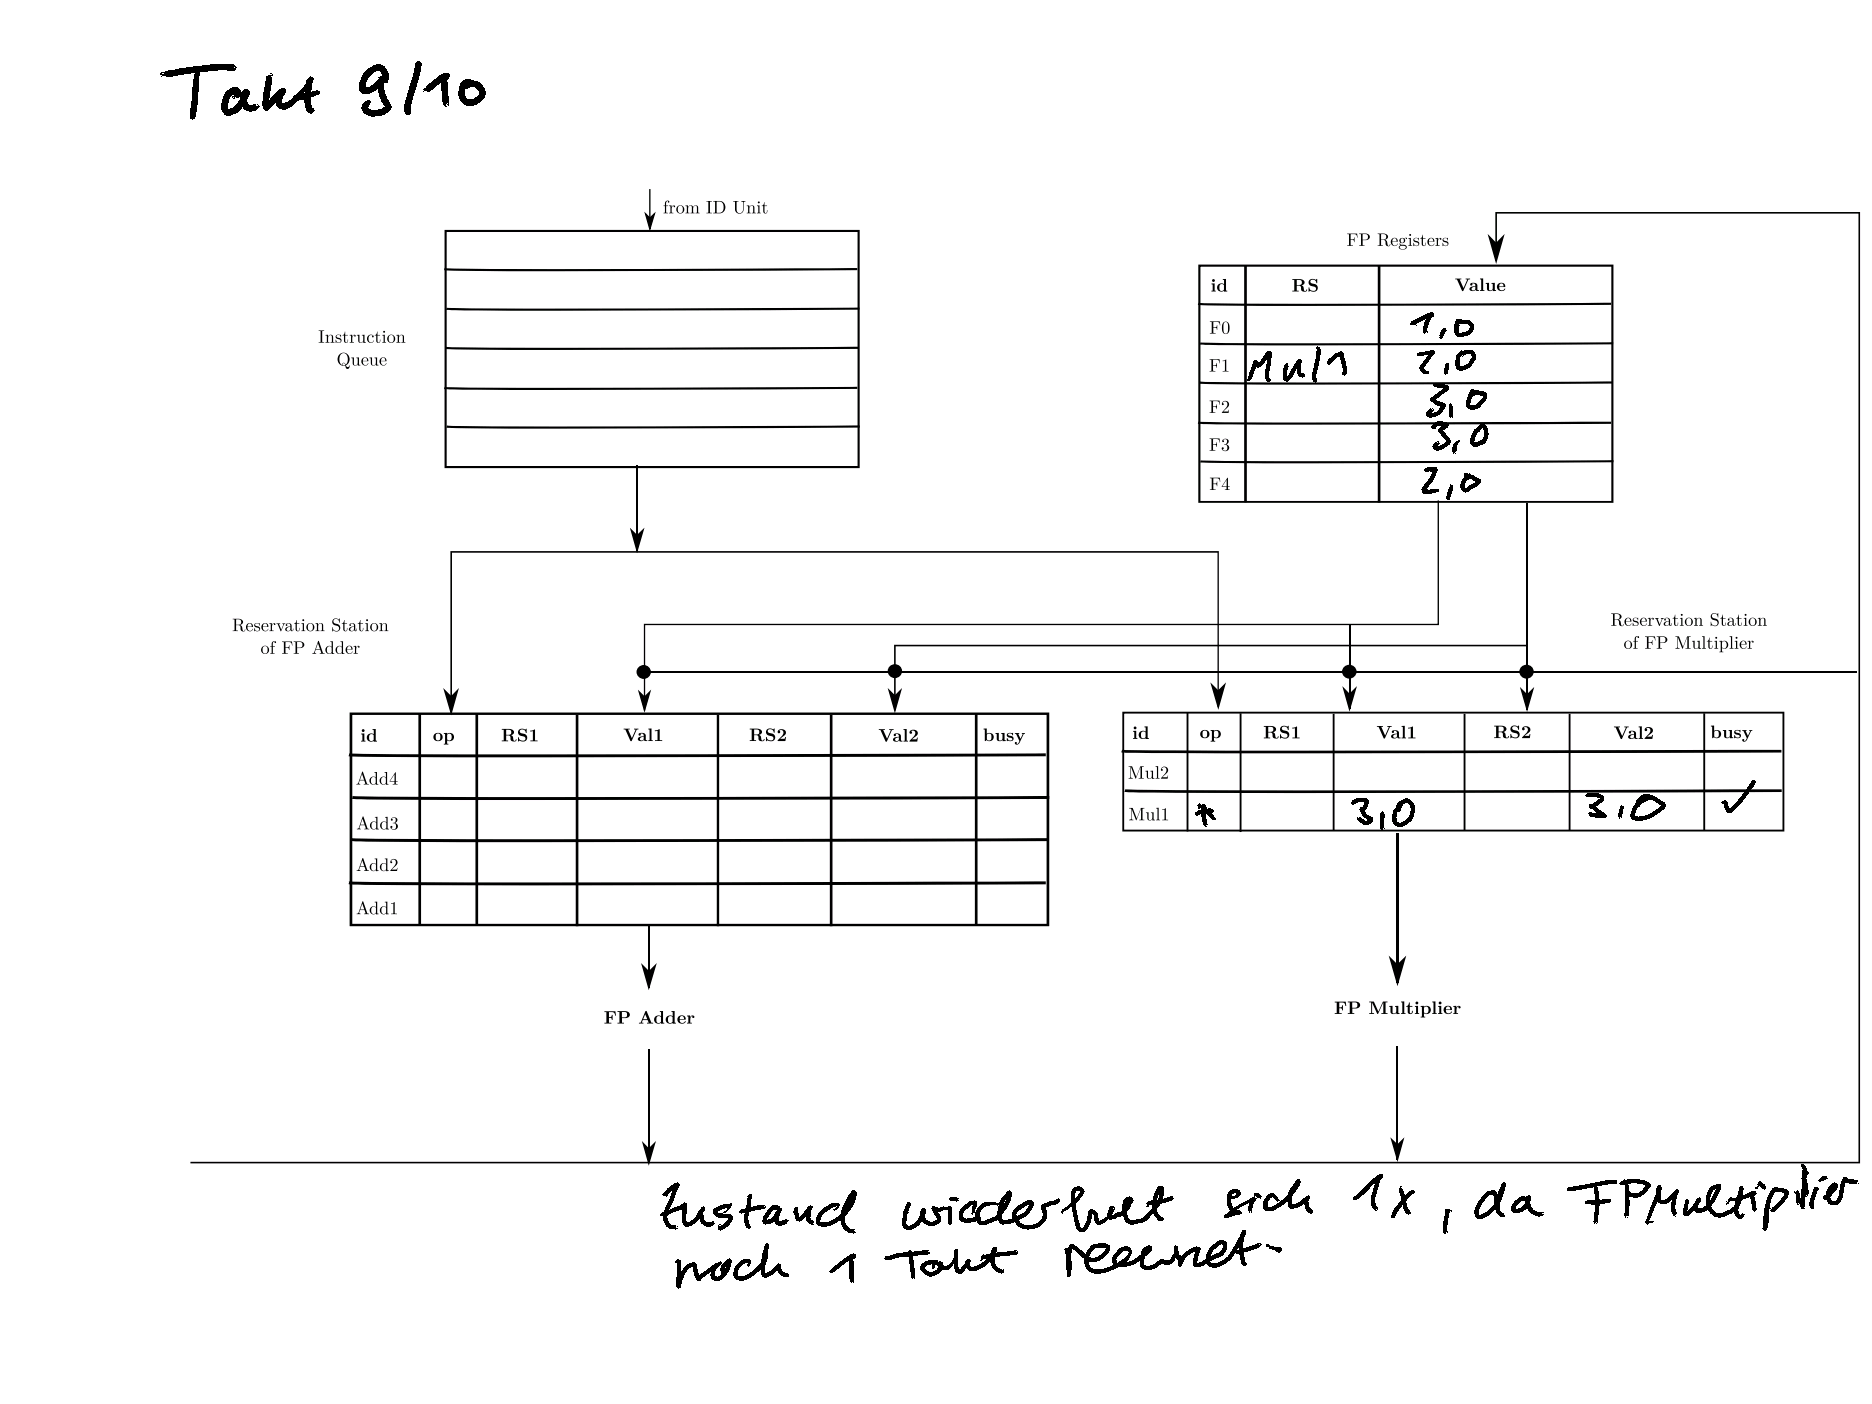 Takt 9/10
from ID Unit
Instruction
Queue
FP Registers
id RS Value
F0 1,0
F1 Mul1 2,0
F2 3,0
F3 3,0
F4 2,0
Reservation Station
of FP Adder
Reservation Station
of FP Multiplier
id op RS1 Val1 RS2 Val2 busy
Add4
Add3
Add2
Add1
id op RS1 Val1 RS2 Val2 busy
Mul2
Mul1 * 3,0 3,0 ✓
FP Adder
FP Multiplier
Zustand wiederholt sich 1x, da FPMultiplier
noch 1 Takt rechnet.